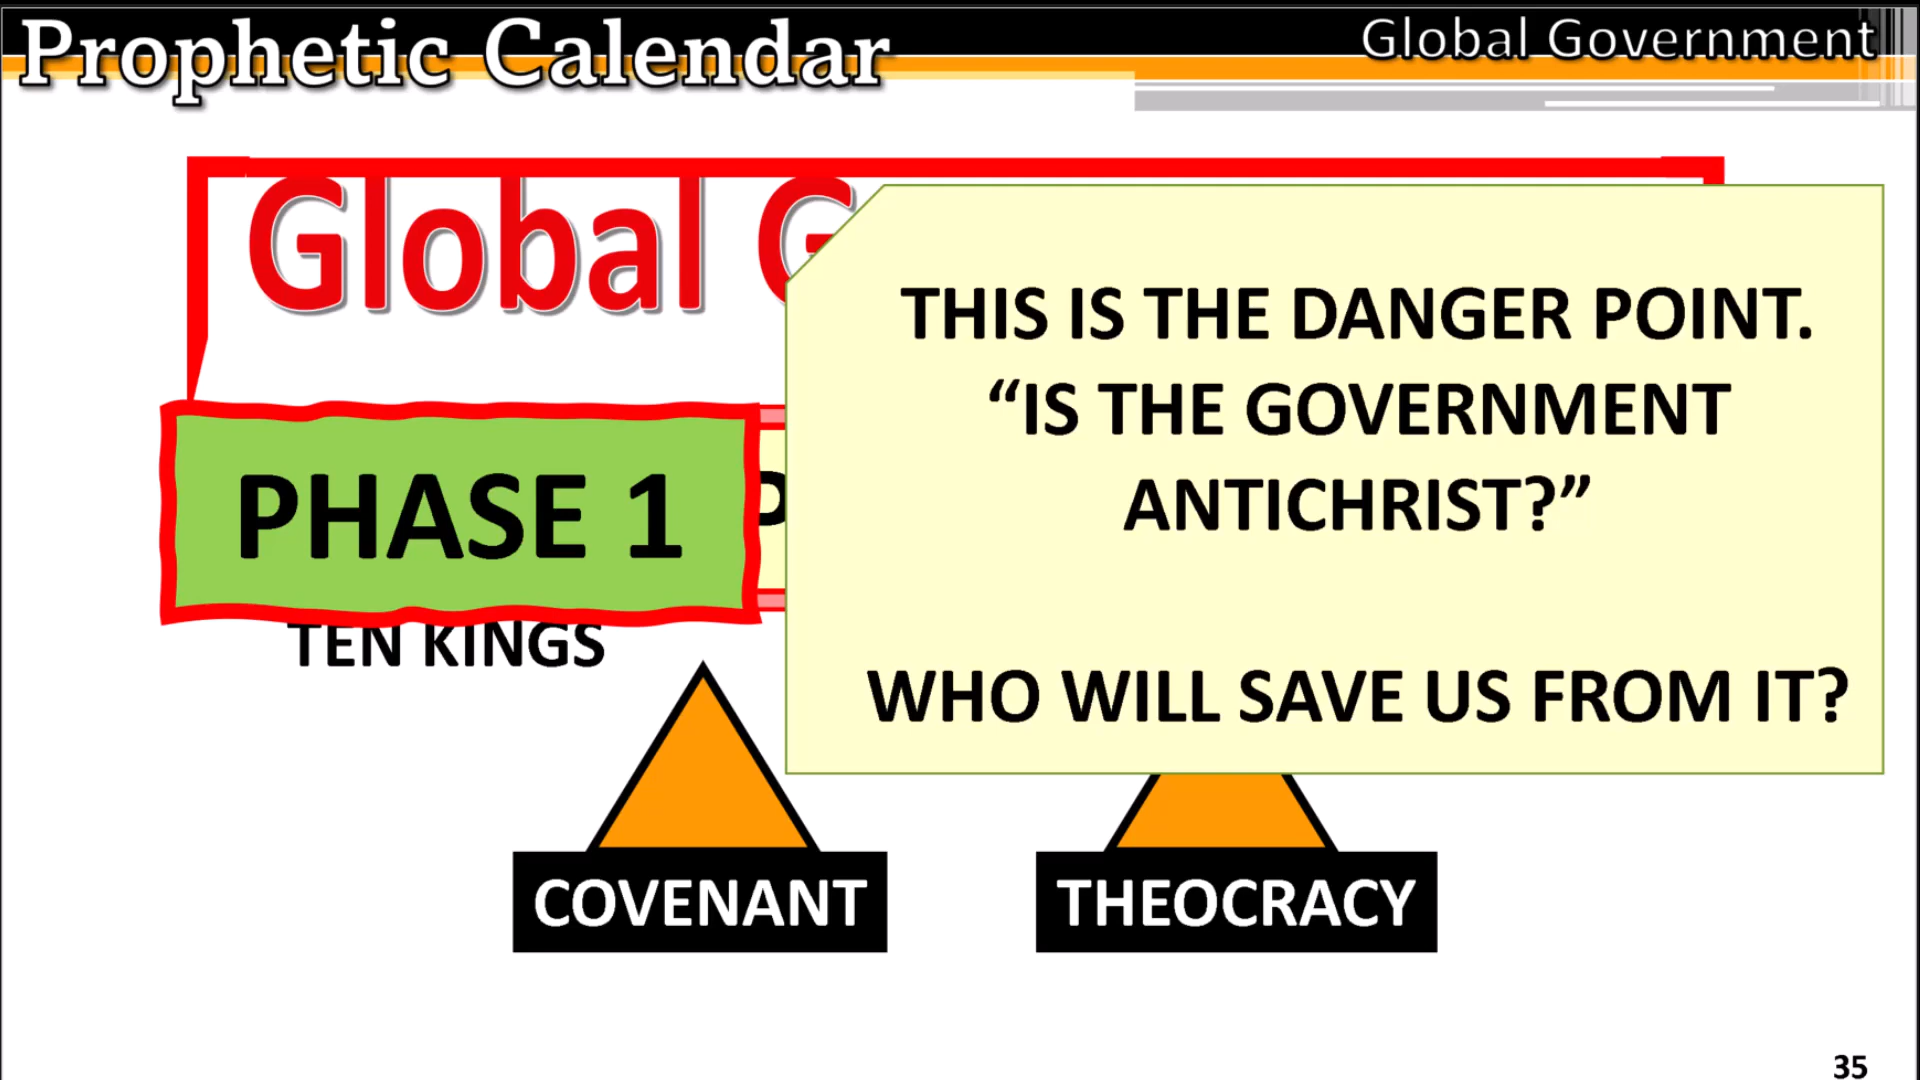 Prophetic Calendar
Global Government
Global G
THIS IS THE DANGER POINT.
“IS THE GOVERNMENT
ANTICHRIST?”
WHO WILL SAVE US FROM IT?
PHASE 1
P
TEN KINGS
COVENANT
THEOCRACY
35